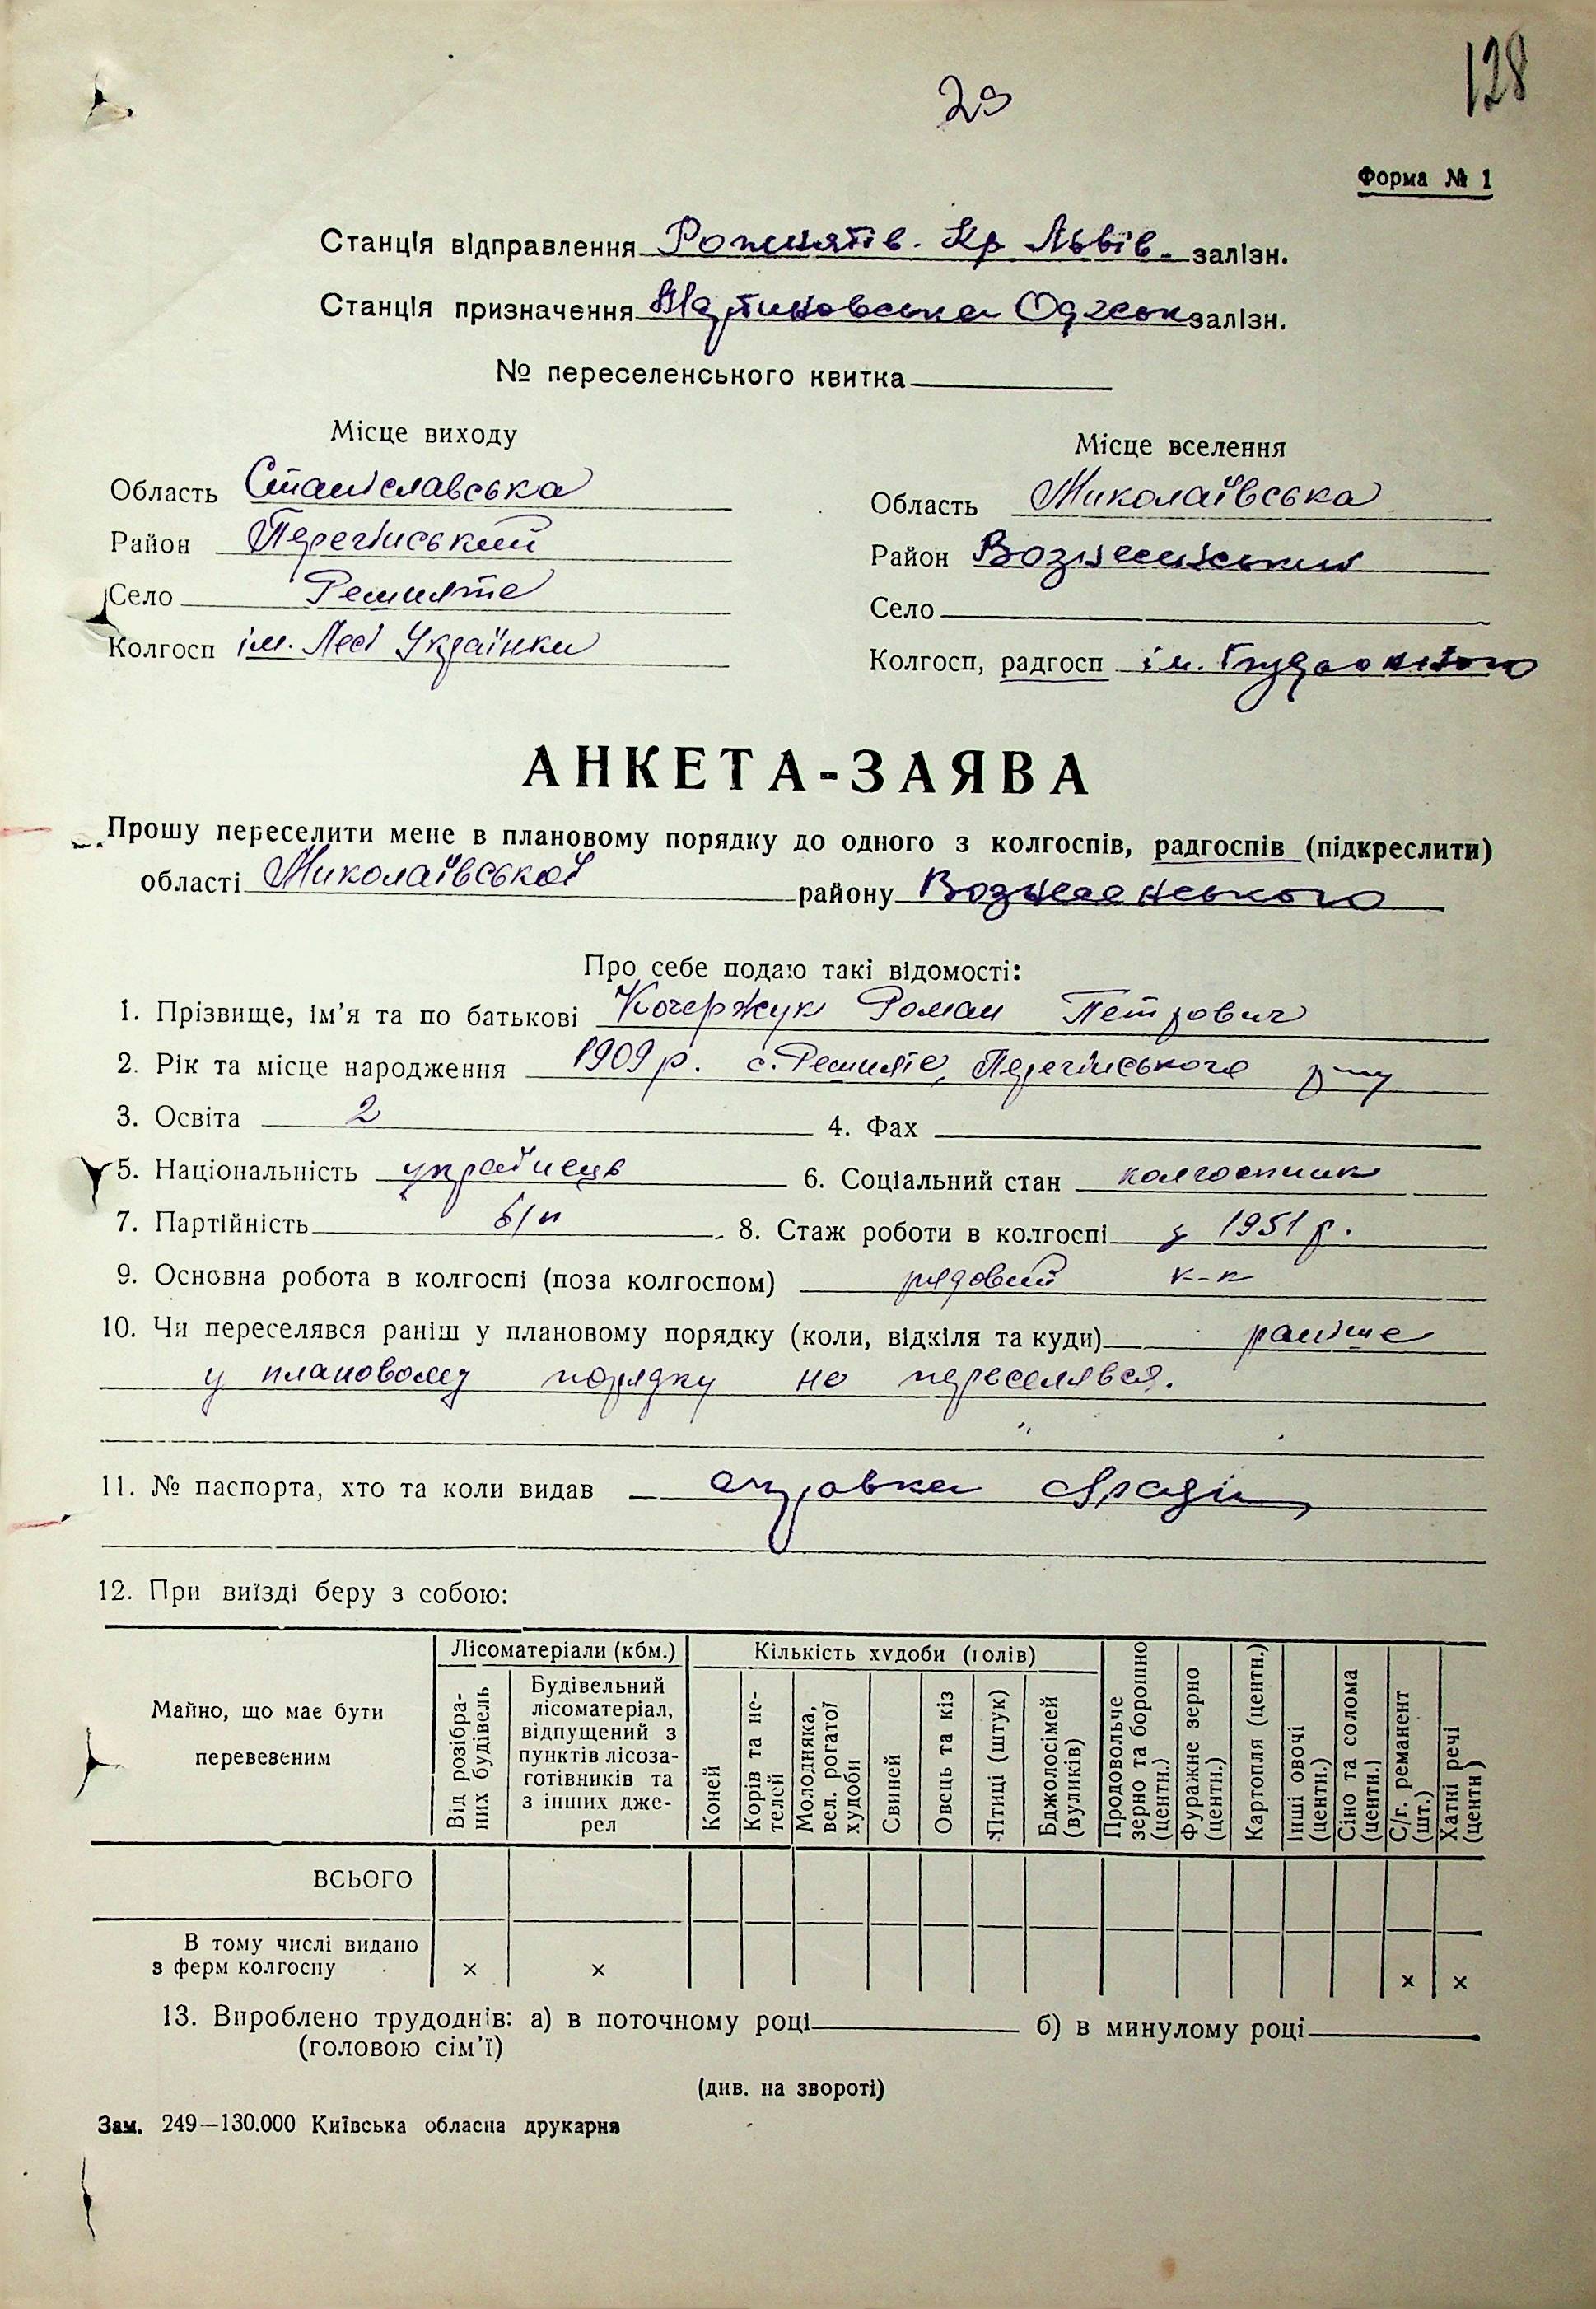 29
128
Форма № 1
Станція відправлення Рожнятів-Кр Львів. залізн.
Станція призначення Мартиновська Одеськ залізн.
№ переселенського квитка
Місце виходу
Місце вселення
Область Станіславська
Область Миколаївська
Район Перегінський
Район Вознесенський
Село
Село
Колгосп ім. Лесі Українки
Колгосп, радгосп ім.
АНКЕТА-ЗАЯВА
Прошу переселити мене в плановому порядку до одного з колгоспів, радгоспів (підкреслити)
області Миколаївської району Вознесенського
Про себе подаю такі відомості:
1. Прізвище, ім'я та по батькові Кочержук Роман Петрович
2. Рік та місце народження 1909 р. с. Перегінського р-ну
3. Освіта 2 4. Фах
5. Національність українець 6. Соціальний стан колгоспник
7. Партійність б/п 8. Стаж роботи в колгоспі з 1951 р.
9. Основна робота в колгоспі (поза колгоспом) рядовий к-к
10. Чи переселявся раніш у плановому порядку (коли, відкіля та куди) раніше
у плановому порядку не переселявся.
11. № паспорта, хто та коли видав
12. При виїзді беру з собою:
Майно, що має бути перевезеним
Лісоматеріали (кбм.)
Кількість худоби (голів)
Від розібраних будівель
Будівельний лісоматеріал, відпущений з пунктів лісозаготівників та з інших джерел
Коней
Корів та нетелей
Молодняка, вел. рогатої худоби
Свиней
Овець та кіз
Птиці (штук)
Бджолосімей (вуликів)
Продовольче зерно та борошно (центн.)
Фуражне зерно (центн.)
Картопля (центн.)
Інші овочі (центн.)
Сіно та солома (центн.)
С/г. реманент (шт.)
Хатні речі (центн)
ВСЬОГО
В тому числі видано
з ферм колгоспу × × × ×
13. Вироблено трудоднів: а) в поточному році б) в минулому році
(головою сім'ї)
(див. на звороті)
Зам. 249—130.000 Київська обласна друкарня